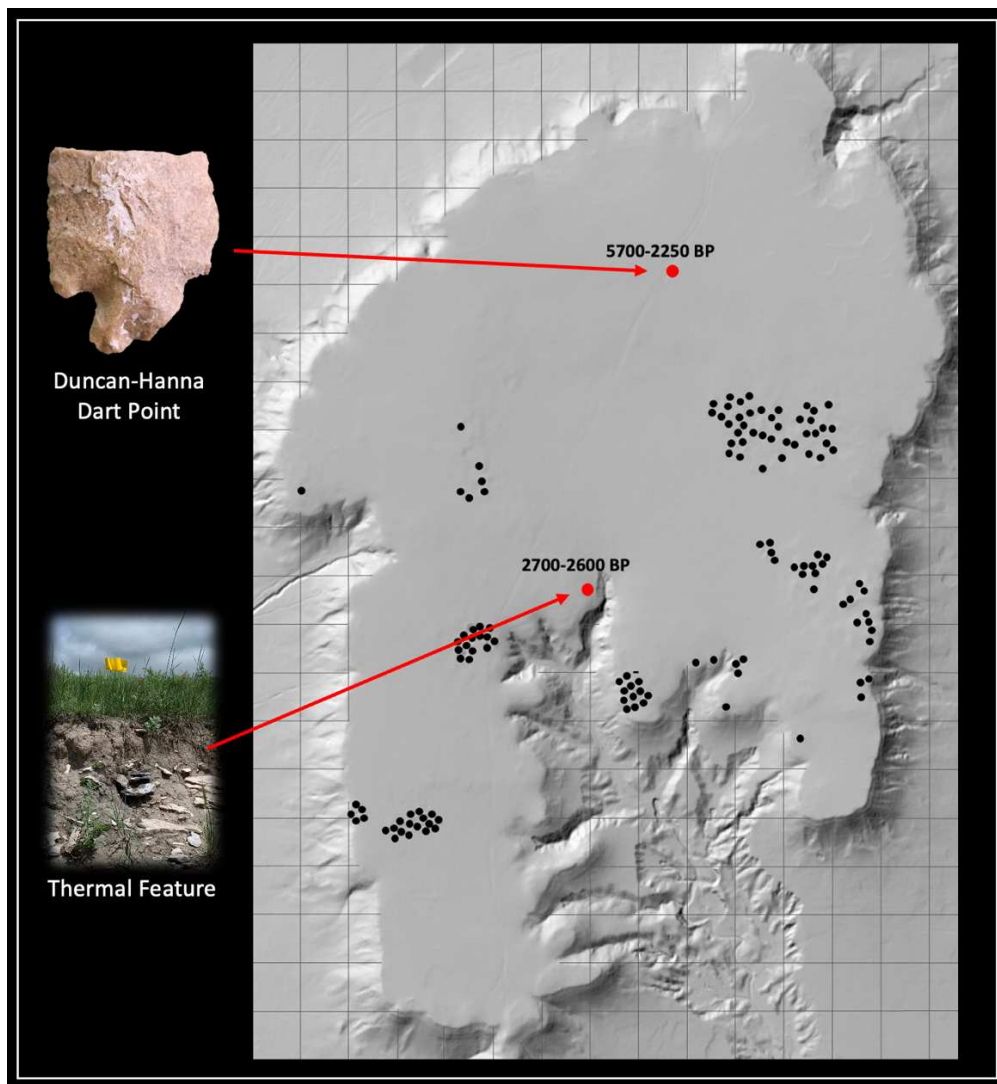 5700-2250 BP
Duncan-Hanna
Dart Point
2700-2600 BP
Thermal Feature